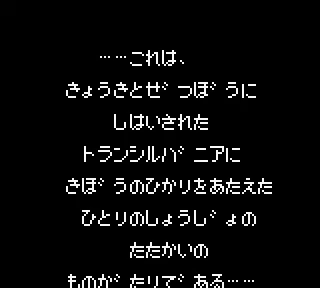 ……これは、
きょうきとぜつぼうに
しはいされた
トランシルバニアに
きぼうのひかりをあたえた
ひとりのしょうじょの
たたかいの
ものがたりである……